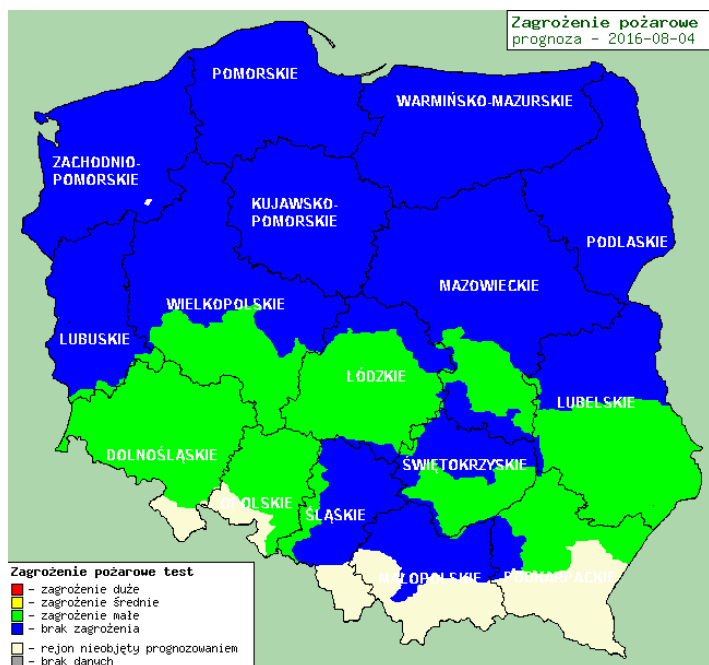 Zagrożenie pożarowe
prognoza - 2016-08-04
POMORSKIE
WARMIŃSKO-MAZURSKIE
ZACHODNIO-
POMORSKIE
KUJAWSKO-
POMORSKIE
PODLASKIE
MAZOWIECKIE
WIELKOPOLSKIE
LUBUSKIE
ŁÓDZKIE
LUBELSKIE
DOLNOŚLĄSKIE
ŚWIĘTOKRZYSKIE
OPOLSKIE
ŚLĄSKIE
MAŁOPOLSKIE
PODKARPACKIE
Zagrożenie pożarowe test
- zagrożenie duże
- zagrożenie średnie
- zagrożenie małe
- brak zagrożenia
- rejon nieobjęty prognozowaniem
- brak danych